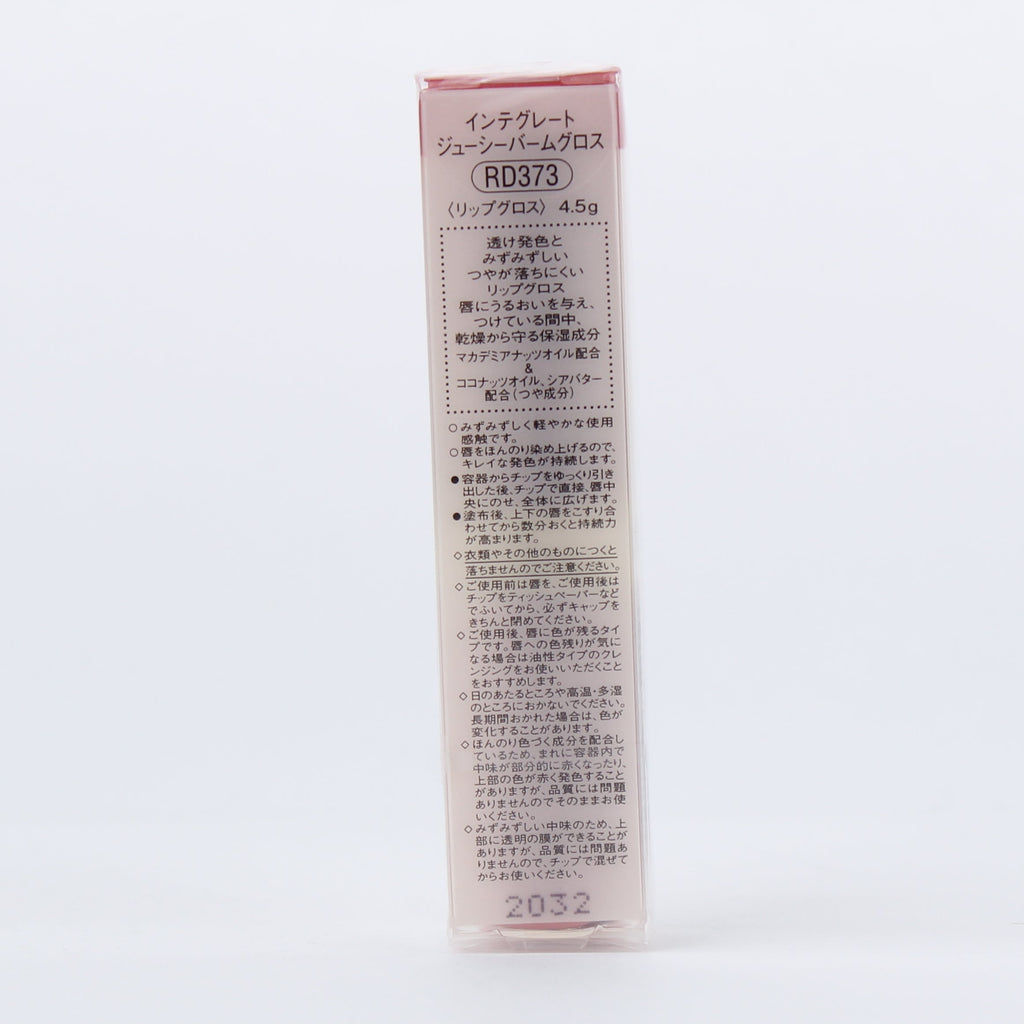 インテグレート
ジューシーバームグロス
RD373
〈リップグロス〉 4.5g
透け発色と
みずみずしい
つやが落ちにくい
リップグロス
唇にうるおいを与え、
つけている間中、
乾燥から守る保湿成分
マカデミアナッツオイル配合
&
ココナッツオイル、シアバター
配合(つや成分)
○みずみずしく軽やかな使用
感触です。
○唇をほんのり染め上げるので、
キレイな発色が持続します。
●容器からチップをゆっくり引き
出した後、チップで直接、唇中
央にのせ、全体に広げます。
●塗布後、上下の唇をこすり合
わせてから数分おくと持続力
が高まります。
◇衣類やその他のものにつくと
落ちませんのでご注意ください。
◇ご使用前は唇を、ご使用後は
チップをティッシュペーパーなど
でふいてから、必ずキャップを
きちんと閉めてください。
◇ご使用後、唇に色が残るタイ
プです。唇への色残りが気に
なる場合は油性タイプのクレ
ンジングをお使いいただくこと
をおすすめします。
◇日のあたるところや高温・多湿
のところにおかないでください。
長期間おかれた場合は、色が
変化することがあります。
◇ほんのり色づく成分を配合し
ているため、まれに容器内で
中味が部分的に赤くなったり、
上部の色が赤く発色すること
がありますが、品質には問題
ありませんのでそのままお使
いください。
◇みずみずしい中味のため、上
部に透明の膜ができることが
ありますが、品質には問題あ
りませんので、チップで混ぜて
からお使いください。
2032